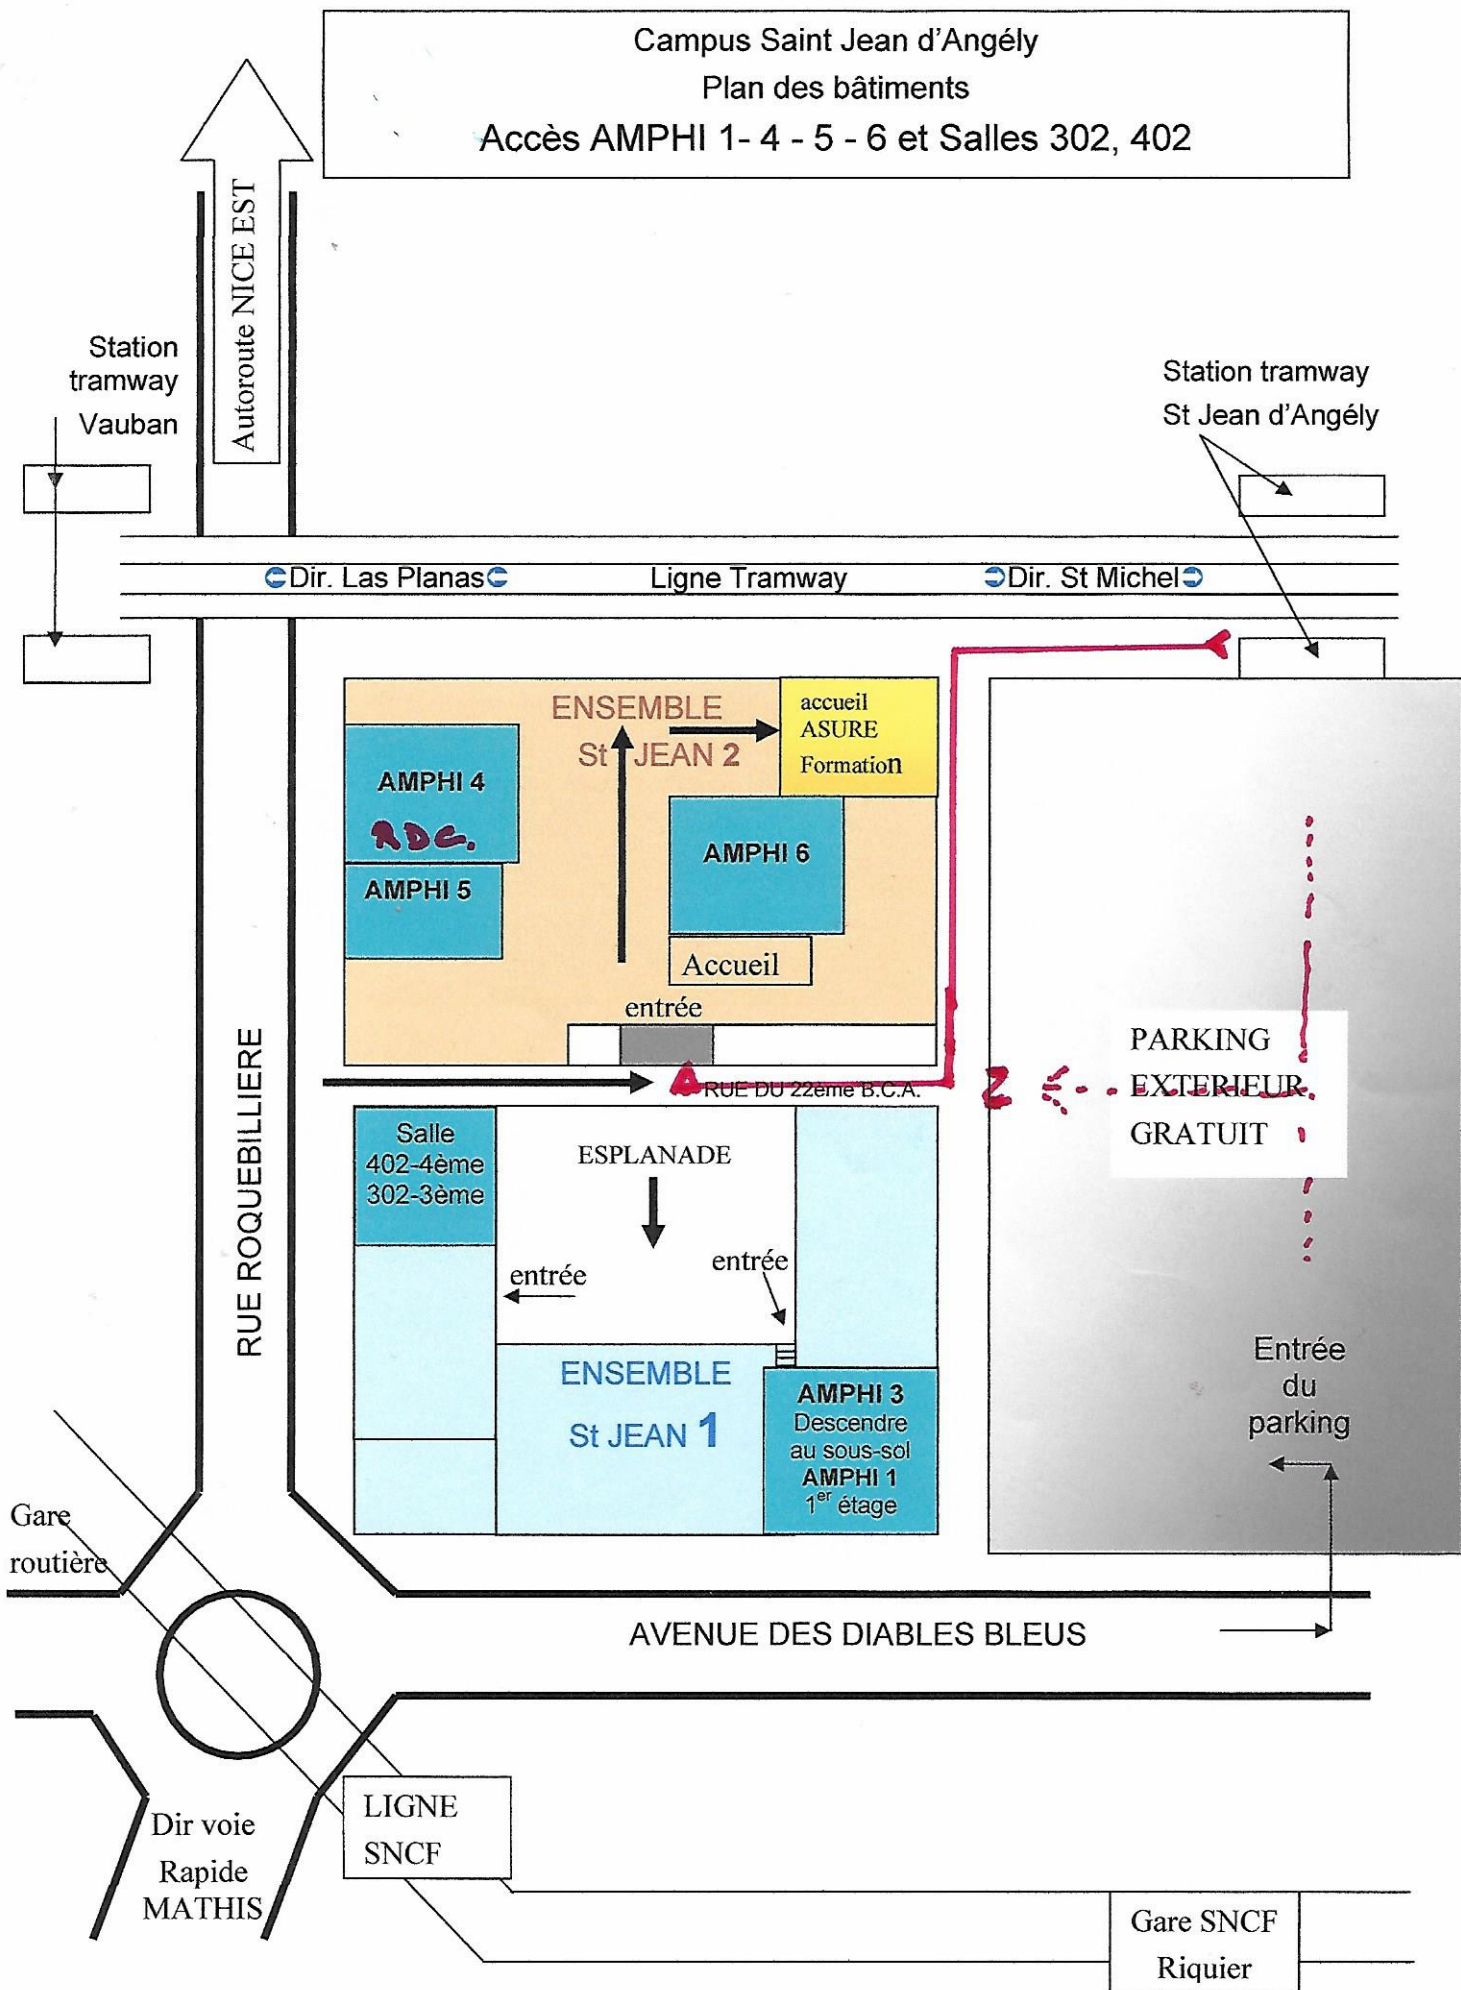 Campus Saint Jean d'Angély
Plan des bâtiments
Accès AMPHI 1- 4 - 5 - 6 et Salles 302, 402
Autoroute NICE EST
Station
tramway
Vauban
Station tramway
St Jean d'Angély
Dir. Las Planas
Ligne Tramway
Dir. St Michel
ENSEMBLE
St JEAN 2
accueil
ASURE
Formation
AMPHI 4
RDC.
AMPHI 5
AMPHI 6
Accueil
entrée
RUE DU 22ème B.C.A.
2
PARKING
EXTERIEUR
GRATUIT
RUE ROQUEBILLIERE
Salle
402-4ème
302-3ème
ESPLANADE
entrée
entrée
ENSEMBLE
St JEAN 1
AMPHI 3
Descendre
au sous-sol
AMPHI 1
1er étage
Entrée
du
parking
Gare
routière
AVENUE DES DIABLES BLEUS
Dir voie
Rapide
MATHIS
LIGNE
SNCF
Gare SNCF
Riquier